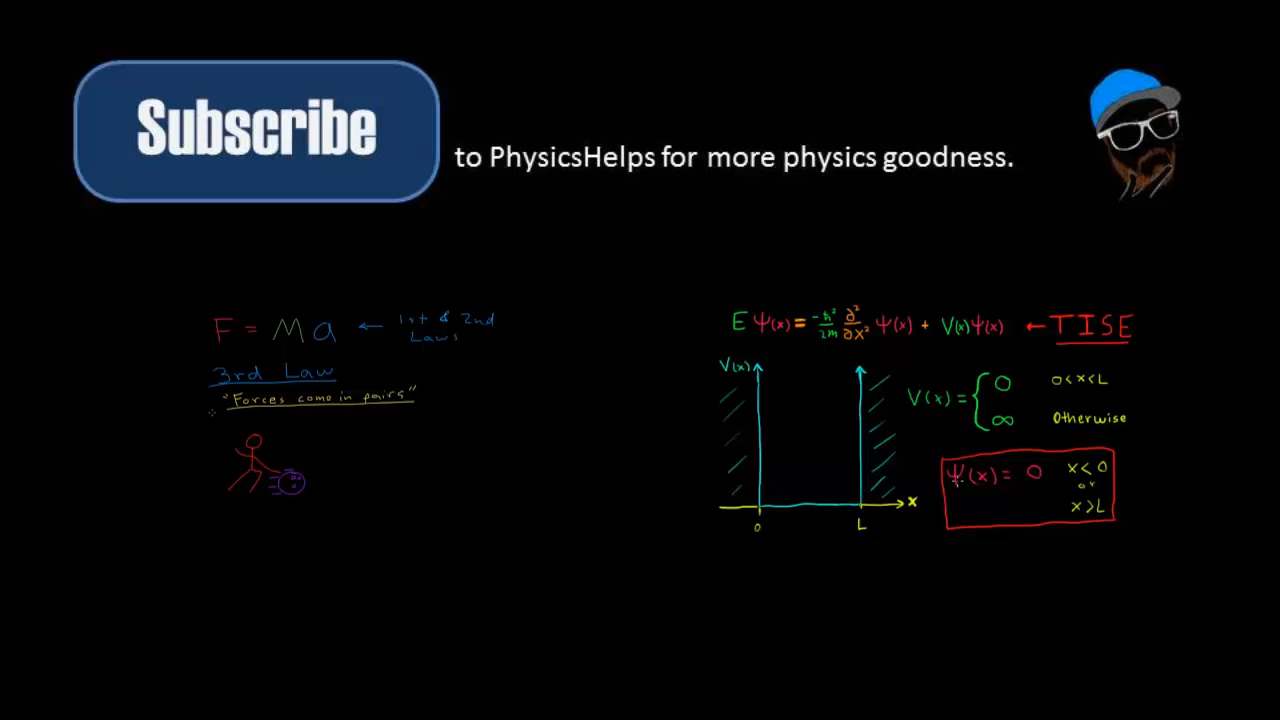 Subscribe
to PhysicsHelps for more physics goodness.
F = Ma ← 1st & 2nd
Laws
3rd Law
"Forces come in pairs"
E Ψ(x) = -ħ²/2m ∂²/∂x² Ψ(x) + V(x)Ψ(x) ← TISE
V(x)
V(x) = { 0 0<x<L
∞ Otherwise
Ψ(x) = 0 x<0
or
x>L
x
0 L